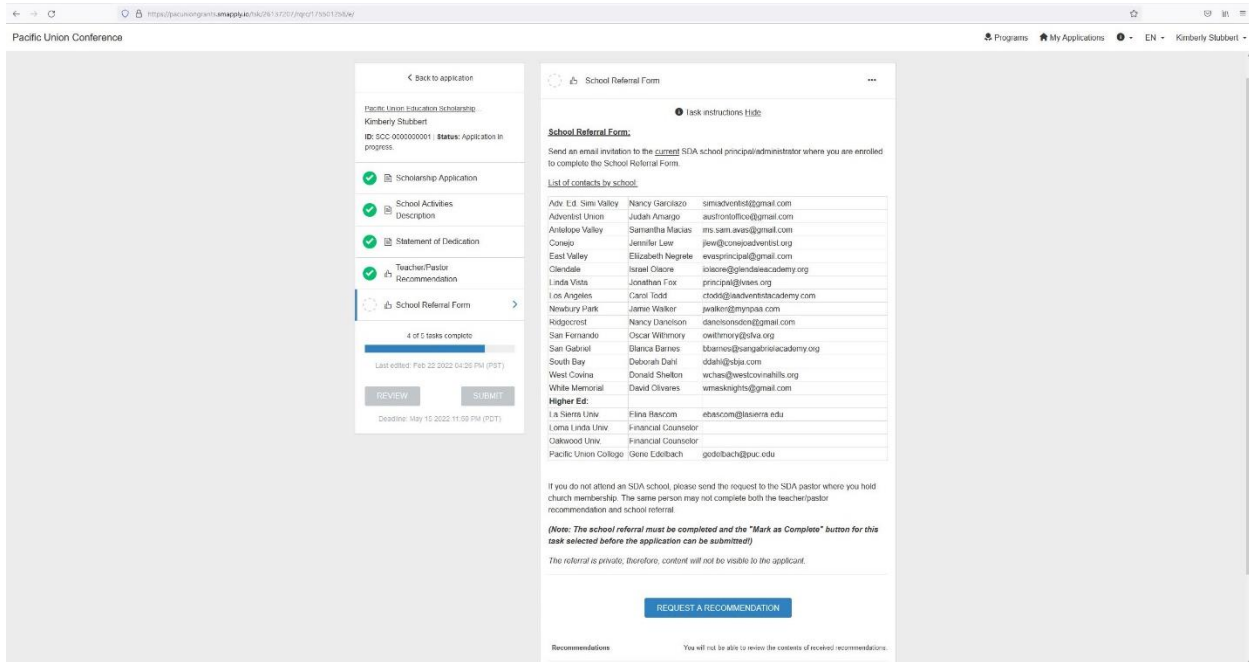 Pacific Union Conference
Programs My Applications EN Kimberly Stubbert
Back to application
Pacific Union Education Scholarship...
Kimberly Stubbert
ID: SCC-0000000001 | Status: Application in
progress.
Scholarship Application
School Activities
Description
Statement of Dedication
Teacher/Pastor
Recommendation
School Referral Form
4 of 5 tasks complete
Last edited: Feb 22 2022 04:26 PM (PST)
REVIEW SUBMIT
Deadline: May 15 2022 11:59 PM (PDT)
School Referral Form
Task instructions Hide
School Referral Form:
Send an email invitation to the current SDA school principal/administrator where you are enrolled
to complete the School Referral Form.
List of contacts by school:
Adv. Ed. Simi Valley Nancy Garcilazo simiadventist@gmail.com
Adventist Union Judah Amargo ausfrontoffice@gmail.com
Antelope Valley Samantha Macias ms.sam.avas@gmail.com
Conejo Jennifer Lew jlew@conejoadventist.org
East Valley Elizabeth Negrete evasprincipal@gmail.com
Glendale Israel Olaore iolaore@glendaleacademy.org
Linda Vista Jonathan Fox principal@lvaes.org
Los Angeles Carol Todd ctodd@laadventistacademy.com
Newbury Park Jamie Walker jwalker@mynpaa.com
Ridgecrest Nancy Danelson danelsonsden@gmail.com
San Fernando Oscar Withmory owithmory@sfva.org
San Gabriel Blanca Barnes bbarnes@sangabrielacademy.org
South Bay Deborah Dahl ddahl@sbja.com
West Covina Donald Shelton wchas@westcovinahills.org
White Memorial David Olivares wmasknights@gmail.com
Higher Ed:
La Sierra Univ. Elina Bascom ebascom@lasierra.edu
Loma Linda Univ. Financial Counselor
Oakwood Univ. Financial Counselor
Pacific Union College Gene Edelbach godelbach@puc.edu
If you do not attend an SDA school, please send the request to the SDA pastor where you hold
church membership. The same person may not complete both the teacher/pastor
recommendation and school referral.
(Note: The school referral must be completed and the "Mark as Complete" button for this
task selected before the application can be submitted!)
The referral is private; therefore, content will not be visible to the applicant.
REQUEST A RECOMMENDATION
Recommendations You will not be able to review the contents of received recommendations.